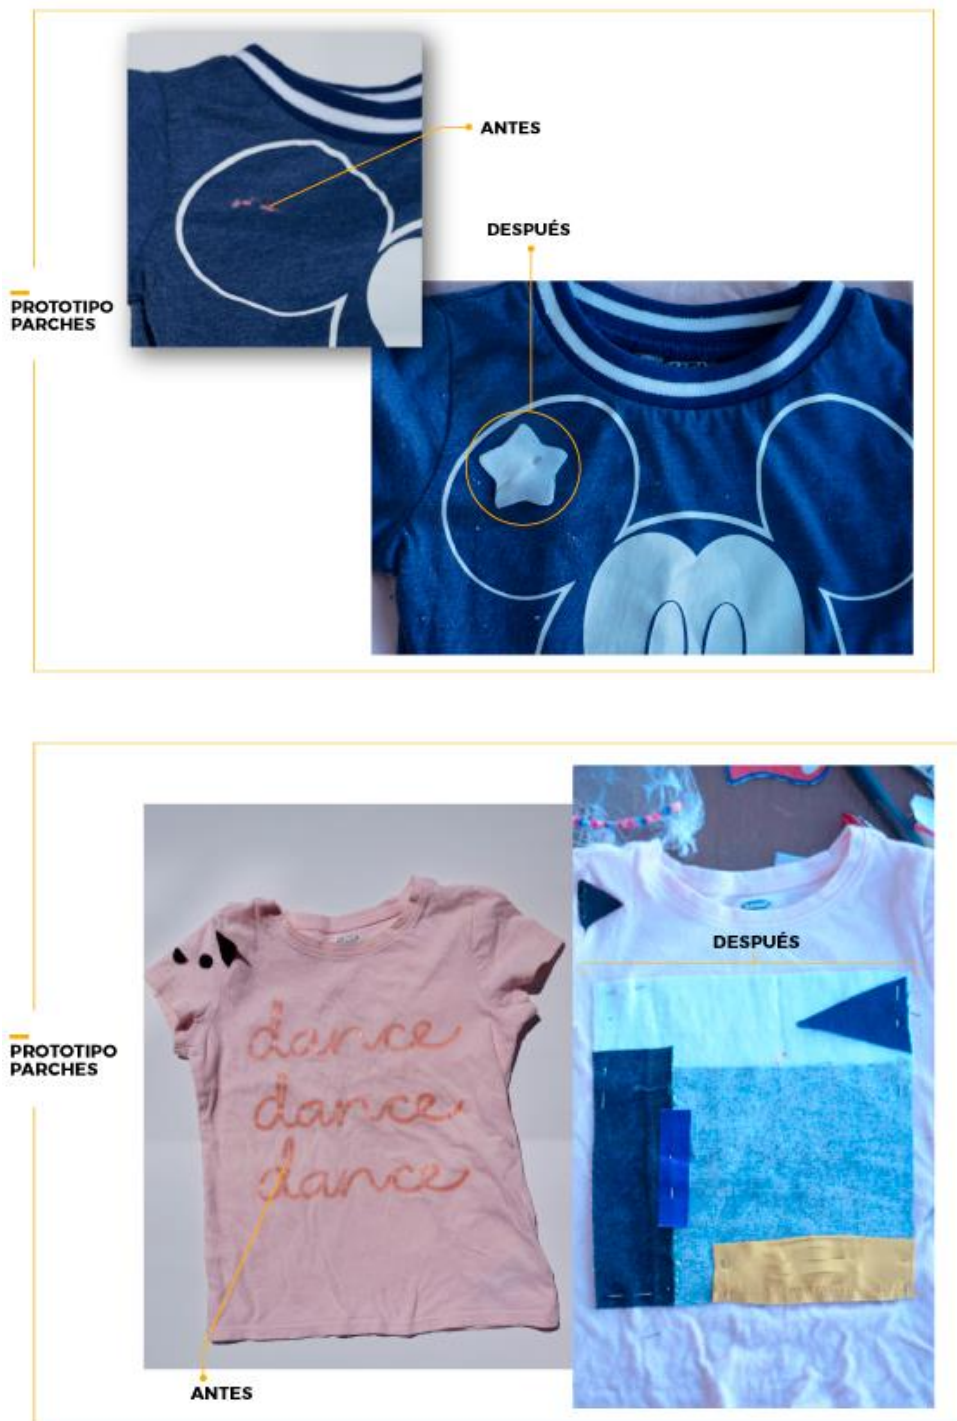 ANTES
DESPUÉS
PROTOTIPO
PARCHES
DESPUÉS
dance
dance
dance
PROTOTIPO
PARCHES
ANTES